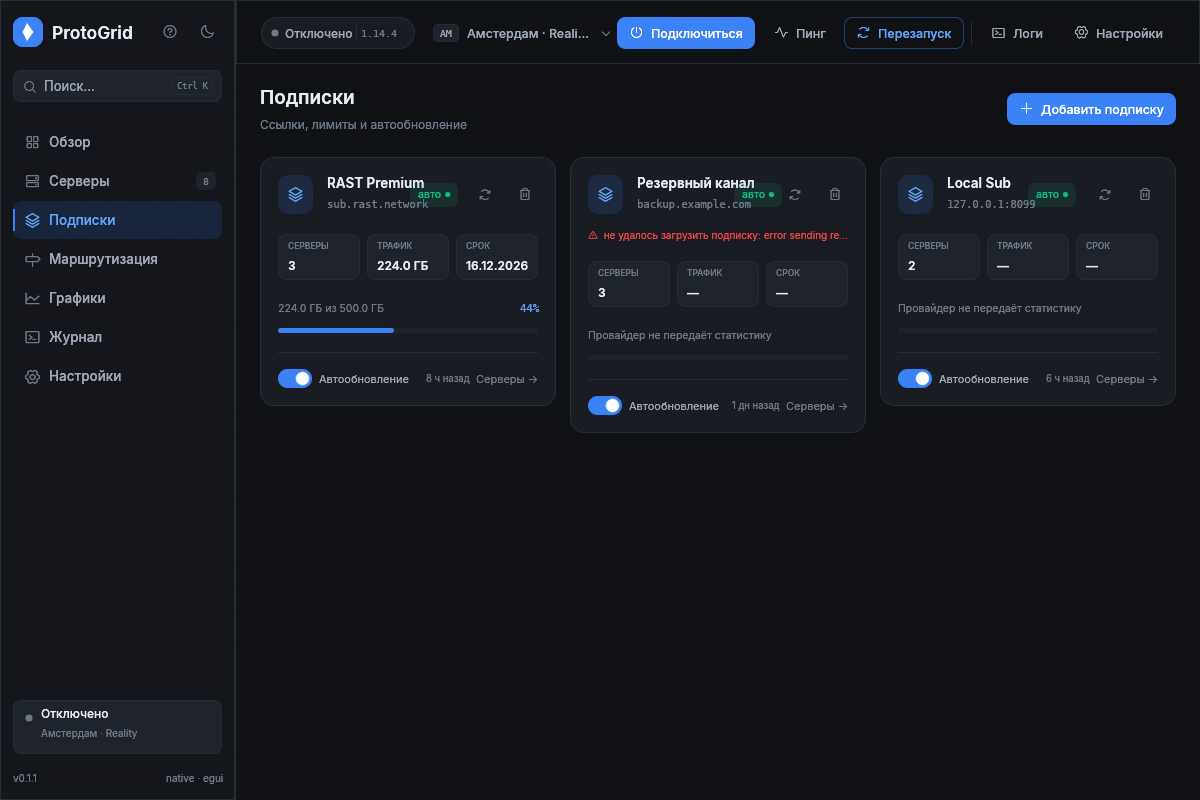 ProtoGrid
Поиск...
Ctrl K
Обзор
Серверы
8
Подписки
Маршрутизация
Графики
Журнал
Настройки
Отключено
Амстердам · Reality
v0.1.1
native · egui
Отключено
1.14.4
AM
Амстердам · Reali...
Подключиться
Пинг
Перезапуск
Логи
Настройки
Подписки
Ссылки, лимиты и автообновление
Добавить подписку
RAST Premium
авто
sub.rast.network
СЕРВЕРЫ
3
ТРАФИК
224.0 ГБ
СРОК
16.12.2026
224.0 ГБ из 500.0 ГБ
44%
Автообновление
8 ч назад
Серверы →
Резервный канал
авто
backup.example.com
не удалось загрузить подписку: error sending re...
СЕРВЕРЫ
3
ТРАФИК
—
СРОК
—
Провайдер не передаёт статистику
Автообновление
1 дн назад
Серверы →
Local Sub
авто
127.0.0.1:8099
СЕРВЕРЫ
2
ТРАФИК
—
СРОК
—
Провайдер не передаёт статистику
Автообновление
6 ч назад
Серверы →